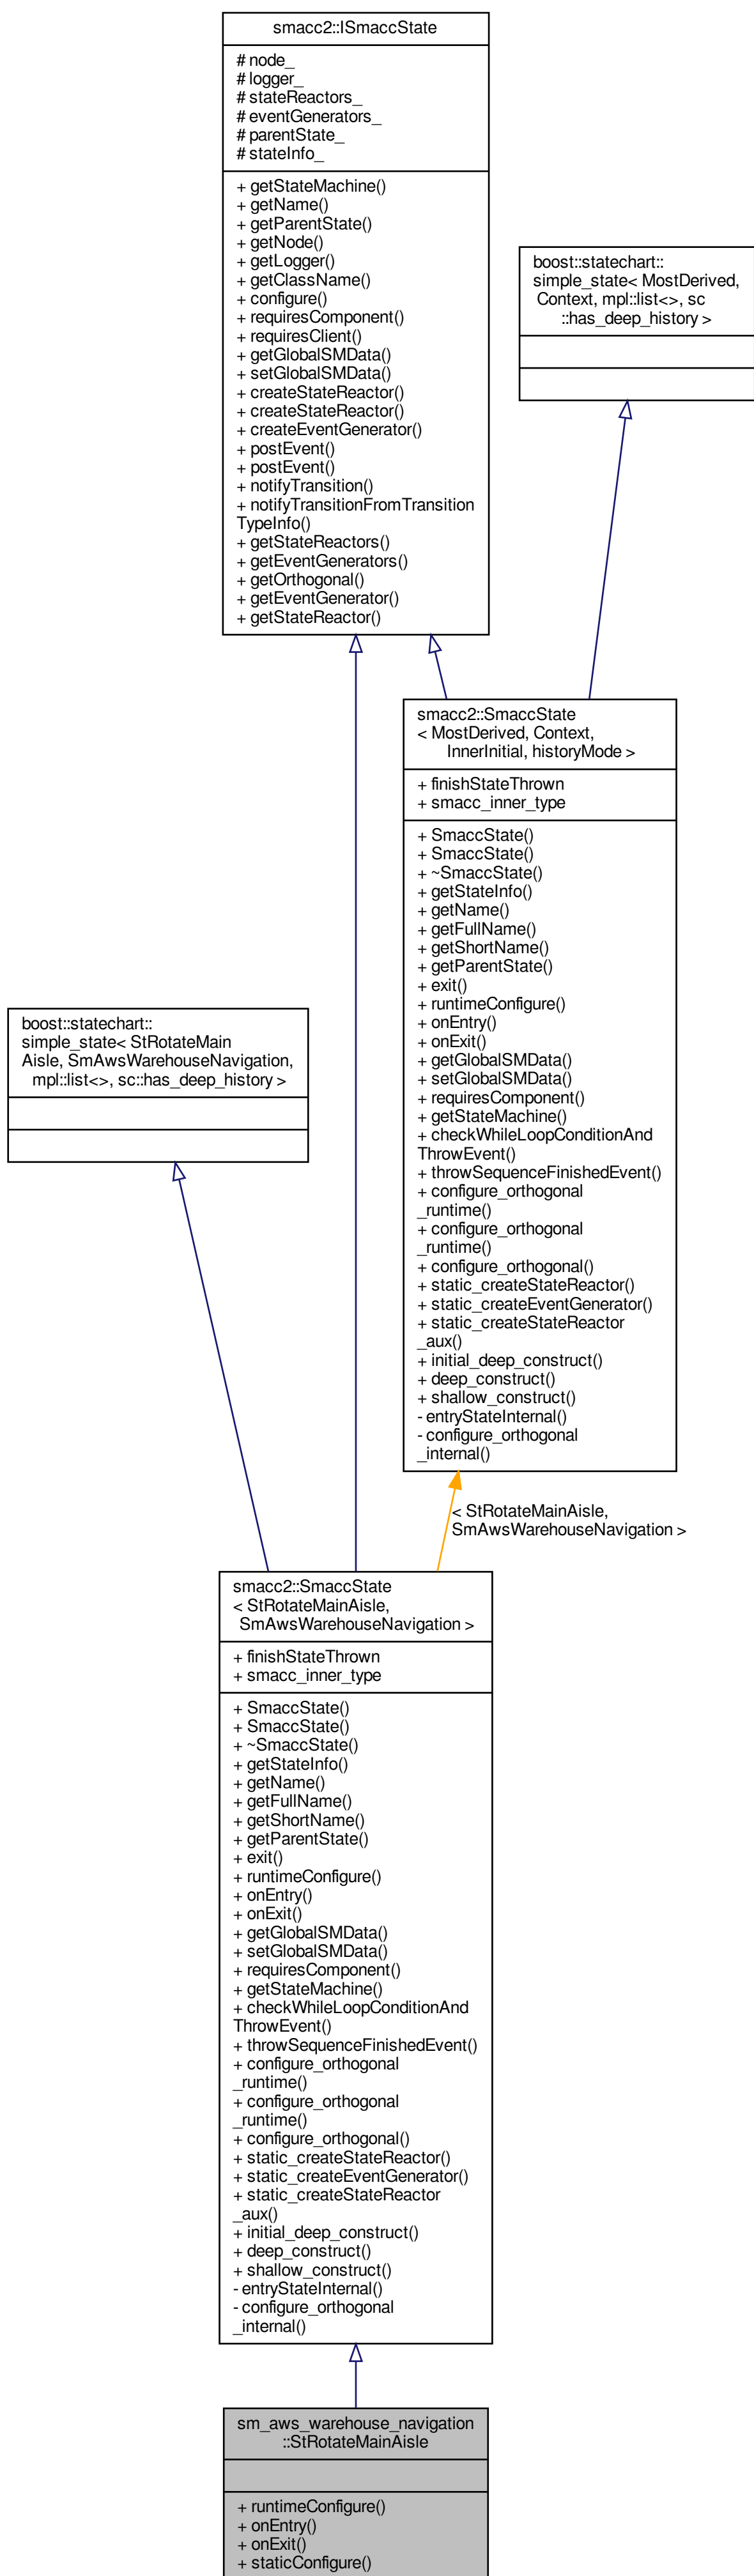 smacc2::ISmaccState
# node_
# logger_
# stateReactors_
# eventGenerators_
# parentState_
# stateInfo_
+ getStateMachine()
+ getName()
+ getParentState()
+ getNode()
+ getLogger()
+ getClassName()
+ configure()
+ requiresComponent()
+ requiresClient()
+ getGlobalSMData()
+ setGlobalSMData()
+ createStateReactor()
+ createStateReactor()
+ createEventGenerator()
+ postEvent()
+ postEvent()
+ notifyTransition()
+ notifyTransitionFromTransition
TypeInfo()
+ getStateReactors()
+ getEventGenerators()
+ getOrthogonal()
+ getEventGenerator()
+ getStateReactor()
boost::statechart::
simple_state< MostDerived,
Context, mpl::list<>, sc
::has_deep_history >
smacc2::SmaccState
< MostDerived, Context,
InnerInitial, historyMode >
+ finishStateThrown
+ smacc_inner_type
+ SmaccState()
+ SmaccState()
+ ~SmaccState()
+ getStateInfo()
+ getName()
+ getFullName()
+ getShortName()
+ getParentState()
+ exit()
+ runtimeConfigure()
+ onEntry()
+ onExit()
+ getGlobalSMData()
+ setGlobalSMData()
+ requiresComponent()
+ getStateMachine()
+ checkWhileLoopConditionAnd
ThrowEvent()
+ throwSequenceFinishedEvent()
+ configure_orthogonal
_runtime()
+ configure_orthogonal
_runtime()
+ configure_orthogonal()
+ static_createStateReactor()
+ static_createEventGenerator()
+ static_createStateReactor
_aux()
+ initial_deep_construct()
+ deep_construct()
+ shallow_construct()
- entryStateInternal()
- configure_orthogonal
_internal()
boost::statechart::
simple_state< StRotateMain
Aisle, SmAwsWarehouseNavigation,
mpl::list<>, sc::has_deep_history >
< StRotateMainAisle,
SmAwsWarehouseNavigation >
smacc2::SmaccState
< StRotateMainAisle,
SmAwsWarehouseNavigation >
+ finishStateThrown
+ smacc_inner_type
+ SmaccState()
+ SmaccState()
+ ~SmaccState()
+ getStateInfo()
+ getName()
+ getFullName()
+ getShortName()
+ getParentState()
+ exit()
+ runtimeConfigure()
+ onEntry()
+ onExit()
+ getGlobalSMData()
+ setGlobalSMData()
+ requiresComponent()
+ getStateMachine()
+ checkWhileLoopConditionAnd
ThrowEvent()
+ throwSequenceFinishedEvent()
+ configure_orthogonal
_runtime()
+ configure_orthogonal
_runtime()
+ configure_orthogonal()
+ static_createStateReactor()
+ static_createEventGenerator()
+ static_createStateReactor
_aux()
+ initial_deep_construct()
+ deep_construct()
+ shallow_construct()
- entryStateInternal()
- configure_orthogonal
_internal()
sm_aws_warehouse_navigation
::StRotateMainAisle
+ runtimeConfigure()
+ onEntry()
+ onExit()
+ staticConfigure()